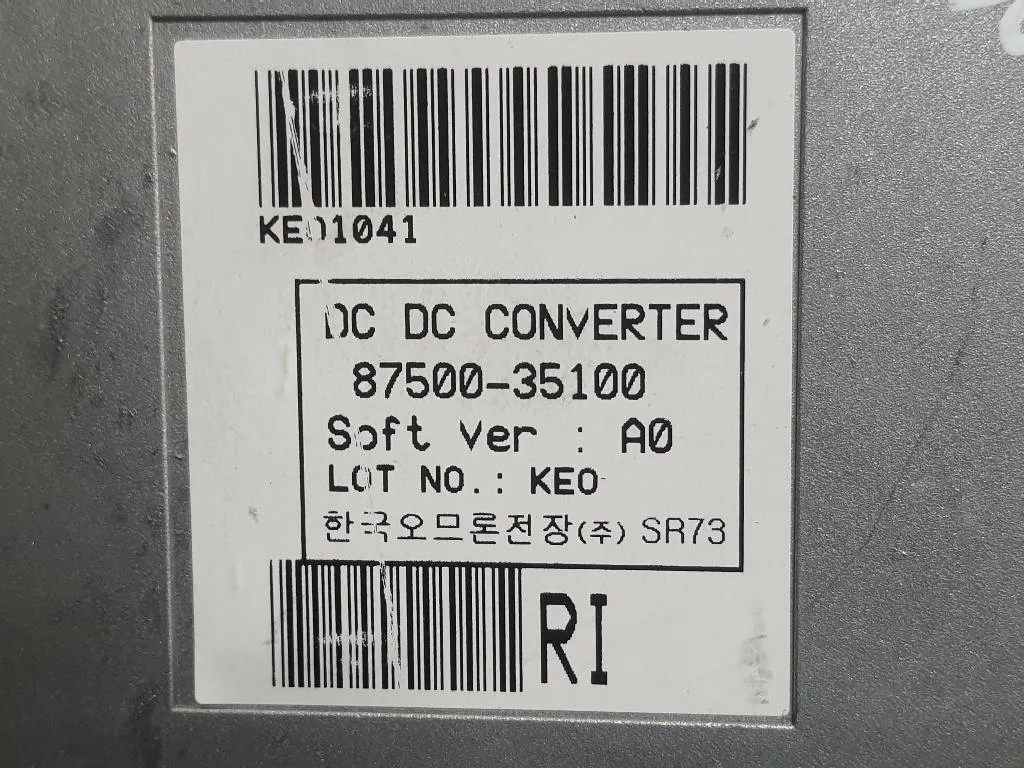 KEO1041
DC DC CONVERTER
87500-35100
Soft Ver : A0
LOT NO.: KEO
한국오므론전장(주) SR73
RI